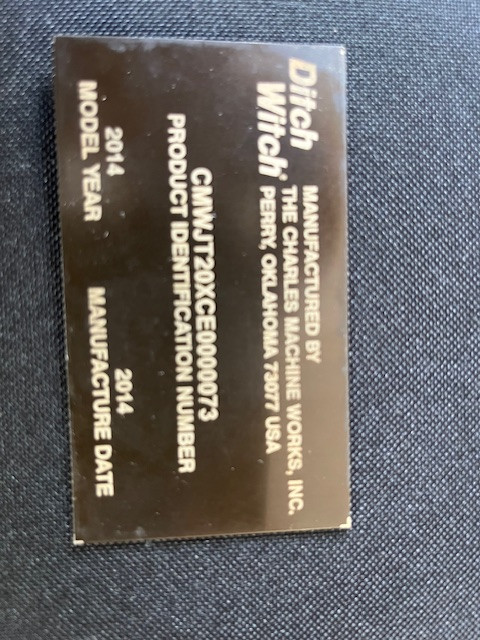 Ditch
Witch
MANUFACTURED BY
THE CHARLES MACHINE WORKS, INC.
PERRY, OKLAHOMA 73077 USA
CMWJT20XCE0000073
PRODUCT IDENTIFICATION NUMBER
2014
MODEL YEAR
2014
MANUFACTURE DATE